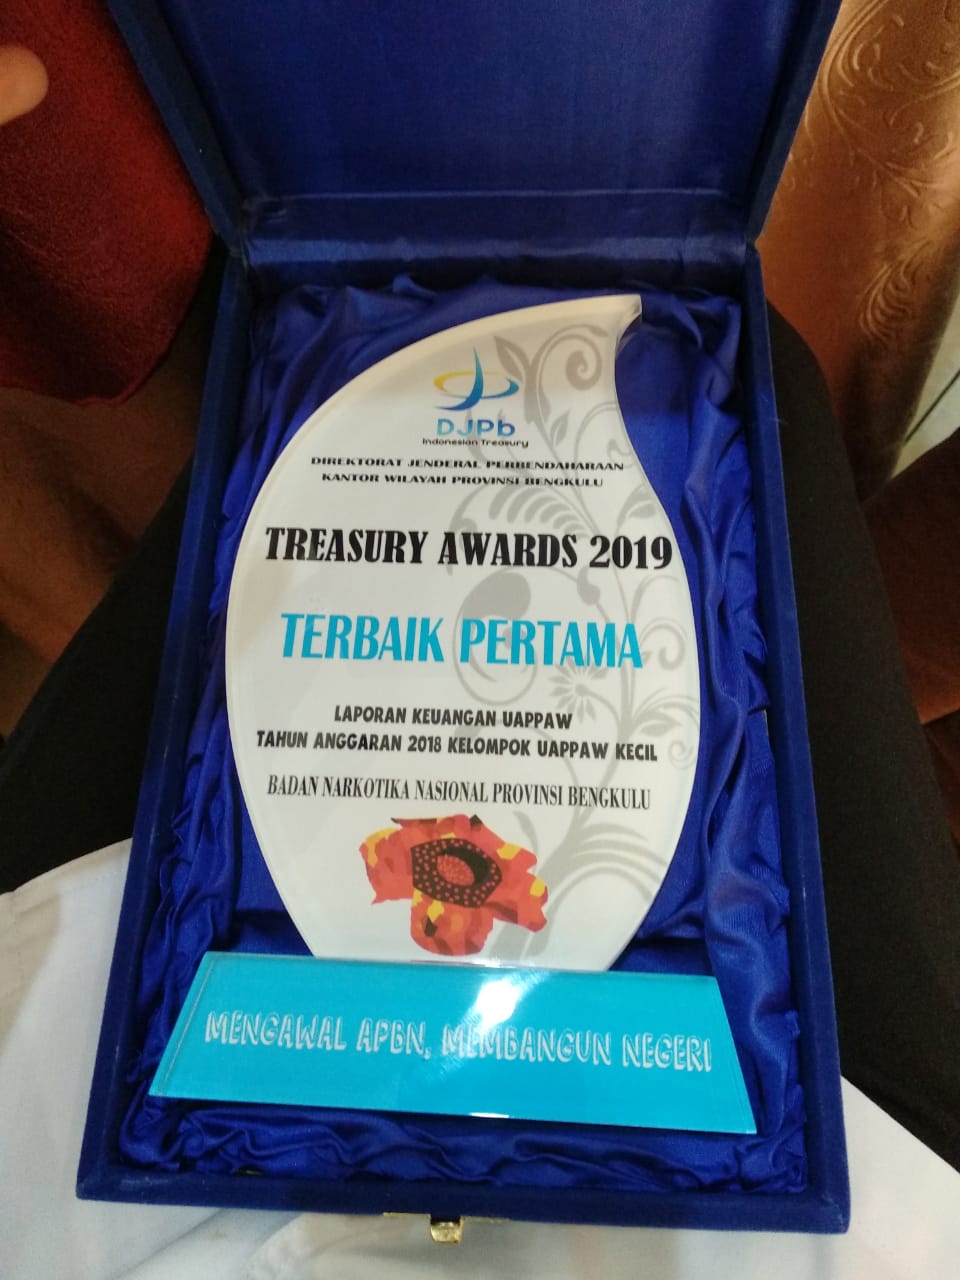 DJPb
Indonesian Treasury
DIREKTORAT JENDERAL PERBENDAHARAAN
KANTOR WILAYAH PROVINSI BENGKULU
TREASURY AWARDS 2019
TERBAIK PERTAMA
LAPORAN KEUANGAN UAPPAW
TAHUN ANGGARAN 2018 KELOMPOK UAPPAW KECIL
BADAN NARKOTIKA NASIONAL PROVINSI BENGKULU
MENGAWAL APBN, MEMBANGUN NEGERI